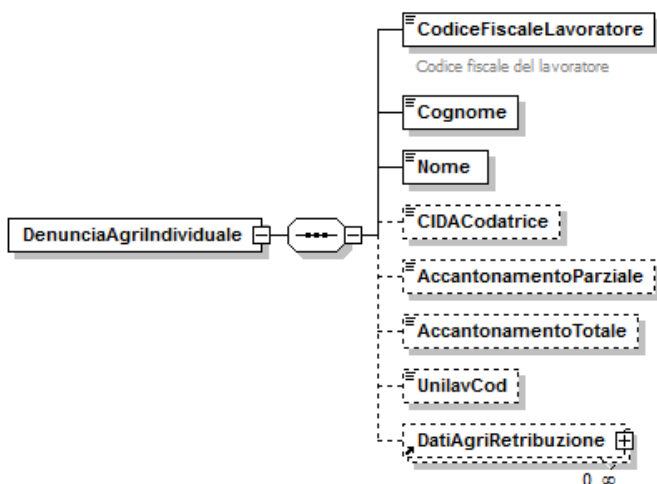 CodiceFiscaleLavoratore
Codice fiscale del lavoratore
Cognome
Nome
DenunciaAgriIndividuale
CIDACodatrice
AccantonamentoParziale
AccantonamentoTotale
UnilavCod
DatiAgriRetribuzione
0..∞